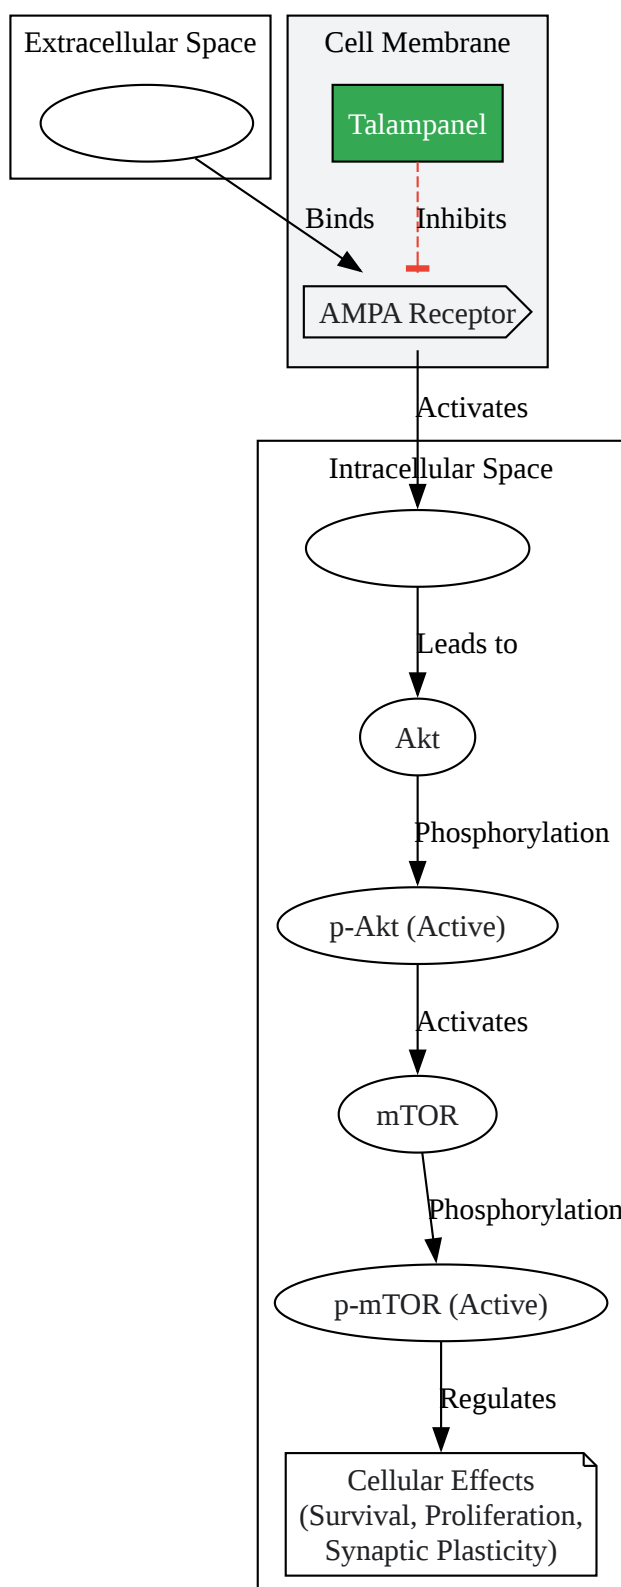 Extracellular Space
Cell Membrane
Talampanel
Binds
Inhibits
AMPA Receptor
Activates
Intracellular Space
Leads to
Akt
Phosphorylation
p-Akt (Active)
Activates
mTOR
Phosphorylation
p-mTOR (Active)
Regulates
Cellular Effects
(Survival, Proliferation,
Synaptic Plasticity)